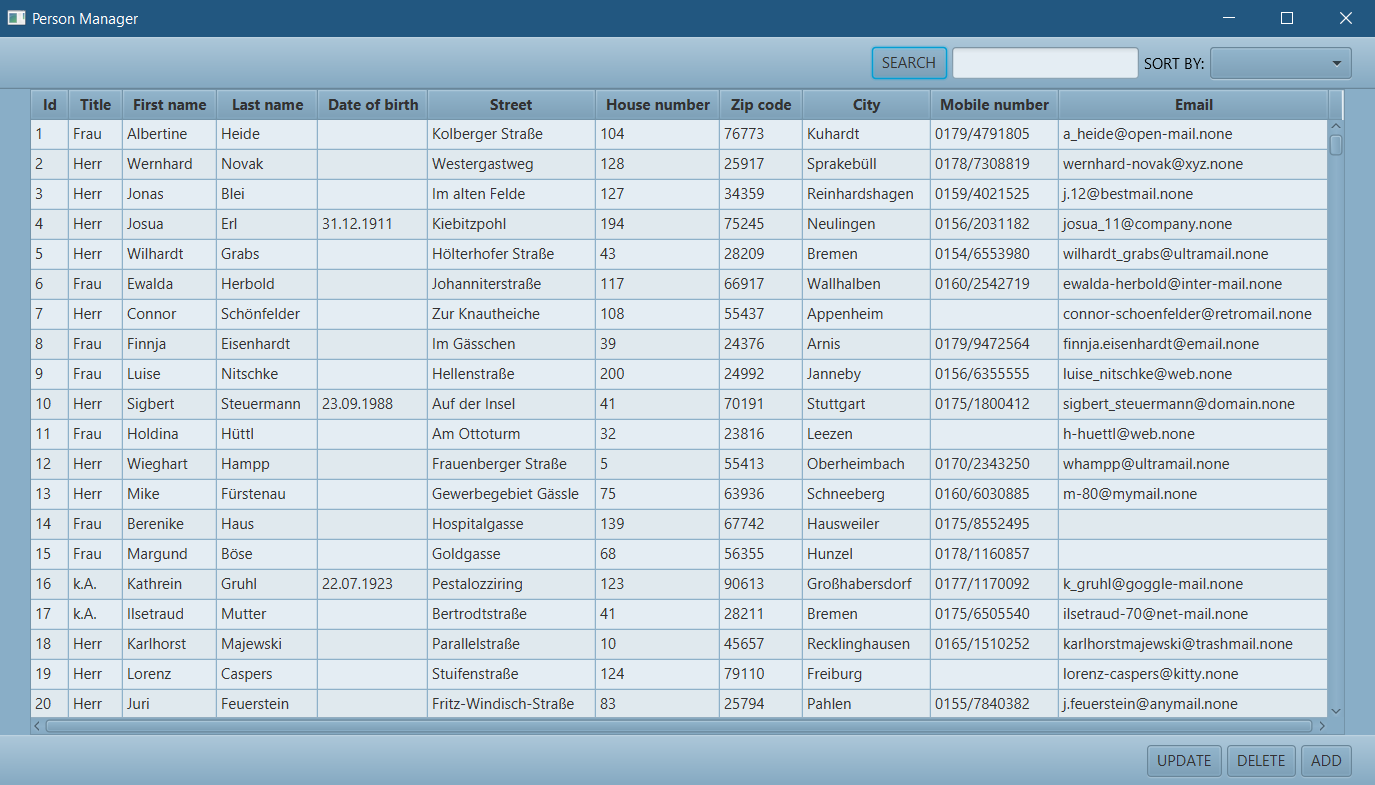 Person Manager
SEARCH SORT BY:
Id Title First name Last name Date of birth Street House number Zip code City Mobile number Email
1 Frau Albertine Heide Kolberger Straße 104 76773 Kuhardt 0179/4791805 a_heide@open-mail.none
2 Herr Wernhard Novak Westergastweg 128 25917 Sprakebüll 0178/7308819 wernhard-novak@xyz.none
3 Herr Jonas Blei Im alten Felde 127 34359 Reinhardshagen 0159/4021525 j.12@bestmail.none
4 Herr Josua Erl 31.12.1911 Kiebitzpohl 194 75245 Neulingen 0156/2031182 josua_11@company.none
5 Herr Wilhardt Grabs Hölterhofer Straße 43 28209 Bremen 0154/6553980 wilhardt_grabs@ultramail.none
6 Frau Ewalda Herbold Johanniterstraße 117 66917 Wallhalben 0160/2542719 ewalda-herbold@inter-mail.none
7 Herr Connor Schönfelder Zur Knautheiche 108 55437 Appenheim connor-schoenfelder@retromail.none
8 Frau Finnja Eisenhardt Im Gässchen 39 24376 Arnis 0179/9472564 finnja.eisenhardt@email.none
9 Frau Luise Nitschke Hellenstraße 200 24992 Janneby 0156/6355555 luise_nitschke@web.none
10 Herr Sigbert Steuermann 23.09.1988 Auf der Insel 41 70191 Stuttgart 0175/1800412 sigbert_steuermann@domain.none
11 Frau Holdina Hüttl Am Ottoturm 32 23816 Leezen h-huettl@web.none
12 Herr Wieghart Hampp Frauenberger Straße 5 55413 Oberheimbach 0170/2343250 whampp@ultramail.none
13 Herr Mike Fürstenau Gewerbegebiet Gässle 75 63936 Schneeberg 0160/6030885 m-80@mymail.none
14 Frau Berenike Haus Hospitalgasse 139 67742 Hausweiler 0175/8552495
15 Frau Margund Böse Goldgasse 68 56355 Hunzel 0178/1160857
16 k.A. Kathrein Gruhl 22.07.1923 Pestalozziring 123 90613 Großhabersdorf 0177/1170092 k_gruhl@goggle-mail.none
17 k.A. Ilsetraud Mutter Bertrodtstraße 41 28211 Bremen 0175/6505540 ilsetraud-70@net-mail.none
18 Herr Karlhorst Majewski Parallelstraße 10 45657 Recklinghausen 0165/1510252 karlhorstmajewski@trashmail.none
19 Herr Lorenz Caspers Stuifenstraße 124 79110 Freiburg lorenz-caspers@kitty.none
20 Herr Juri Feuerstein Fritz-Windisch-Straße 83 25794 Pahlen 0155/7840382 j.feuerstein@anymail.none
UPDATE DELETE ADD